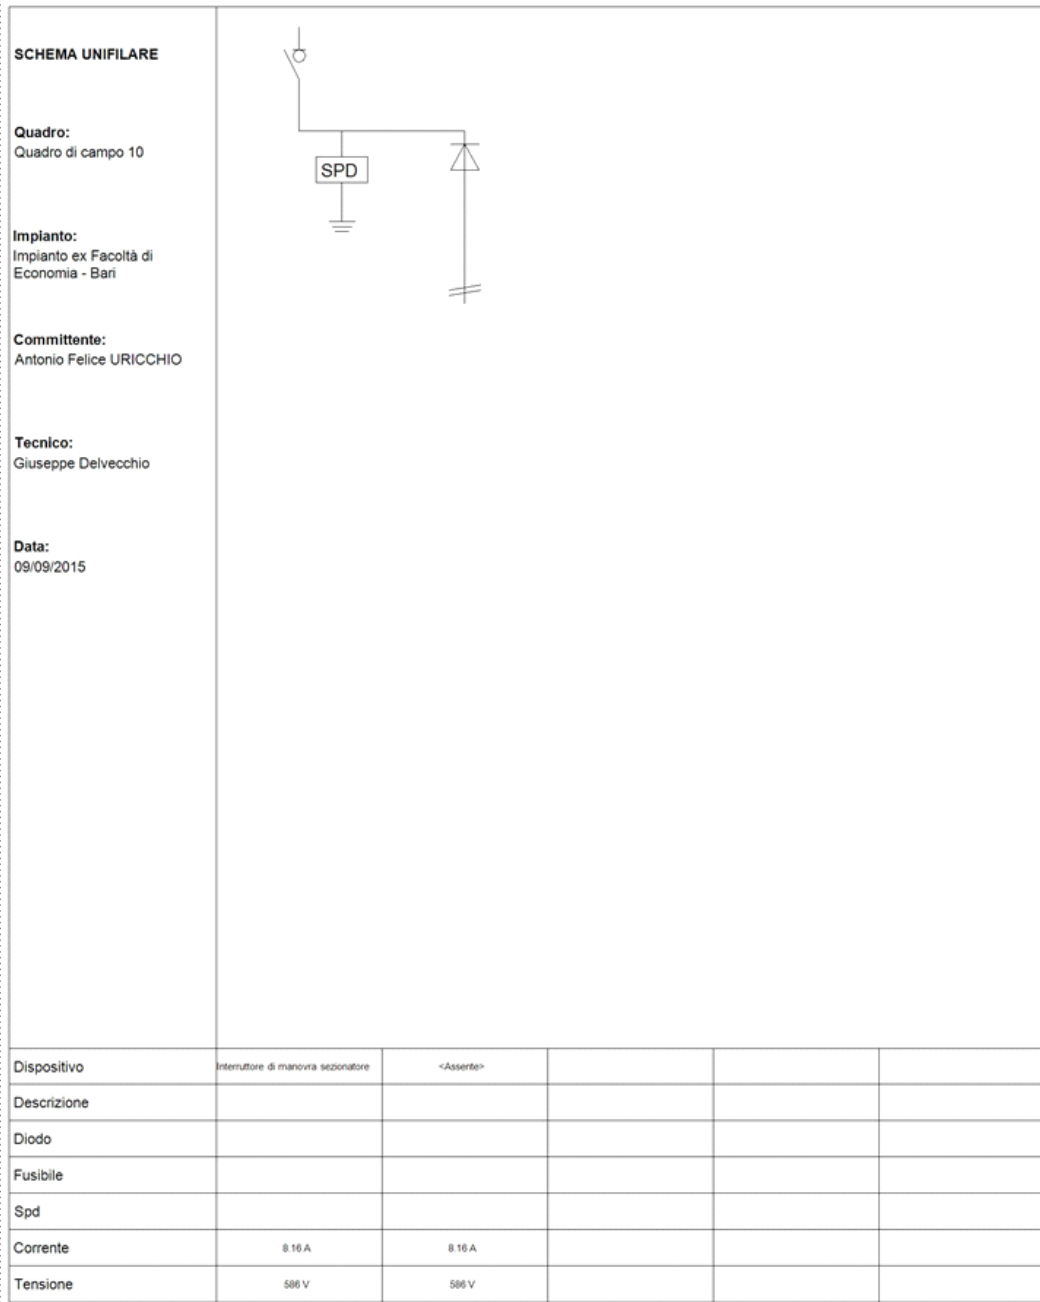 SCHEMA UNIFILARE
Quadro:
Quadro di campo 10
Impianto:
Impianto ex Facoltà di
Economia - Bari
Committente:
Antonio Felice URICCHIO
Tecnico:
Giuseppe Delvecchio
Data:
09/09/2015
SPD
Dispositivo Interruttore di manovra sezionatore <Assente>
Descrizione
Diodo
Fusibile
Spd
Corrente 8.16 A 8.16 A
Tensione 586 V 586 V